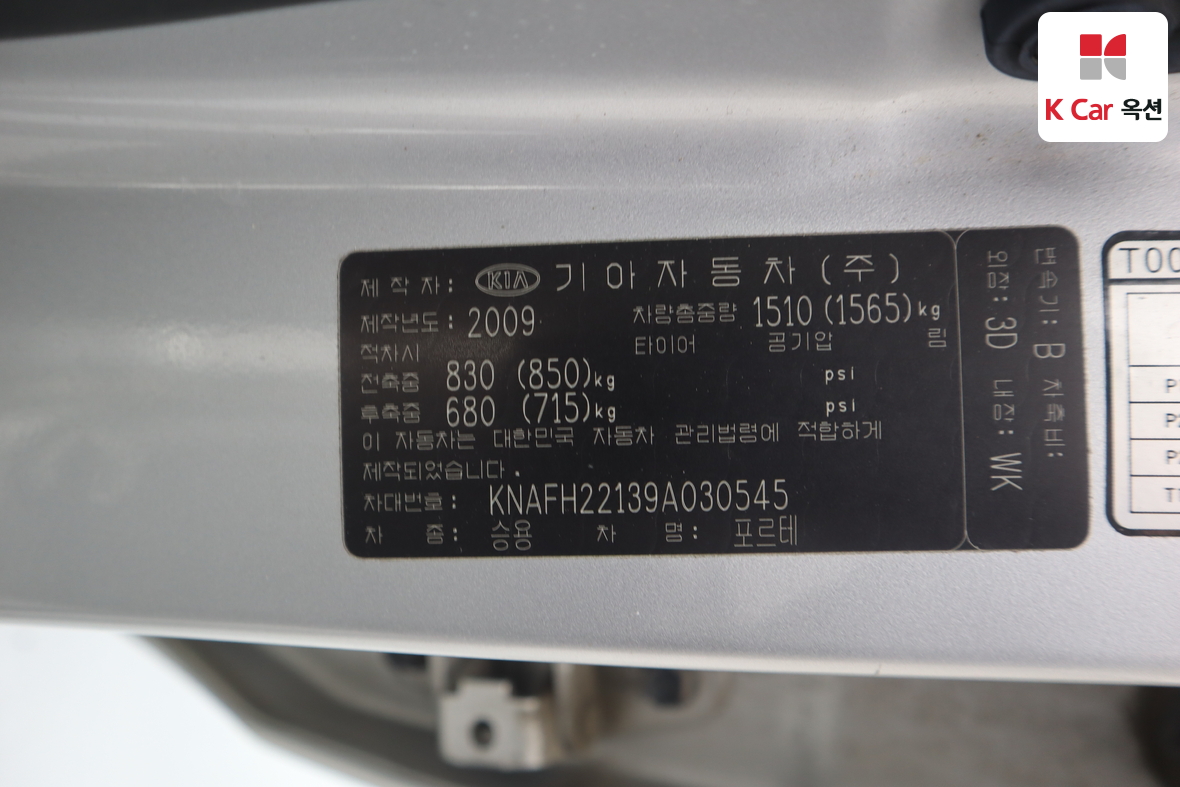 K Car 옥션
제 작 자: KIA 기아자동차(주)
제작년도: 2009 차량총중량 1510 (1565)kg
적차시 타이어 공기압 림
전축중 830 (850)kg psi
후축중 680 (715)kg psi
이 자동차는 대한민국 자동차 관리법령에 적합하게
제작되었습니다.
차대번호: KNAFH22139A030545
차 종: 승용 차 명: 포르테
변속기: B 차축비:
외장: 3D 내장: WK